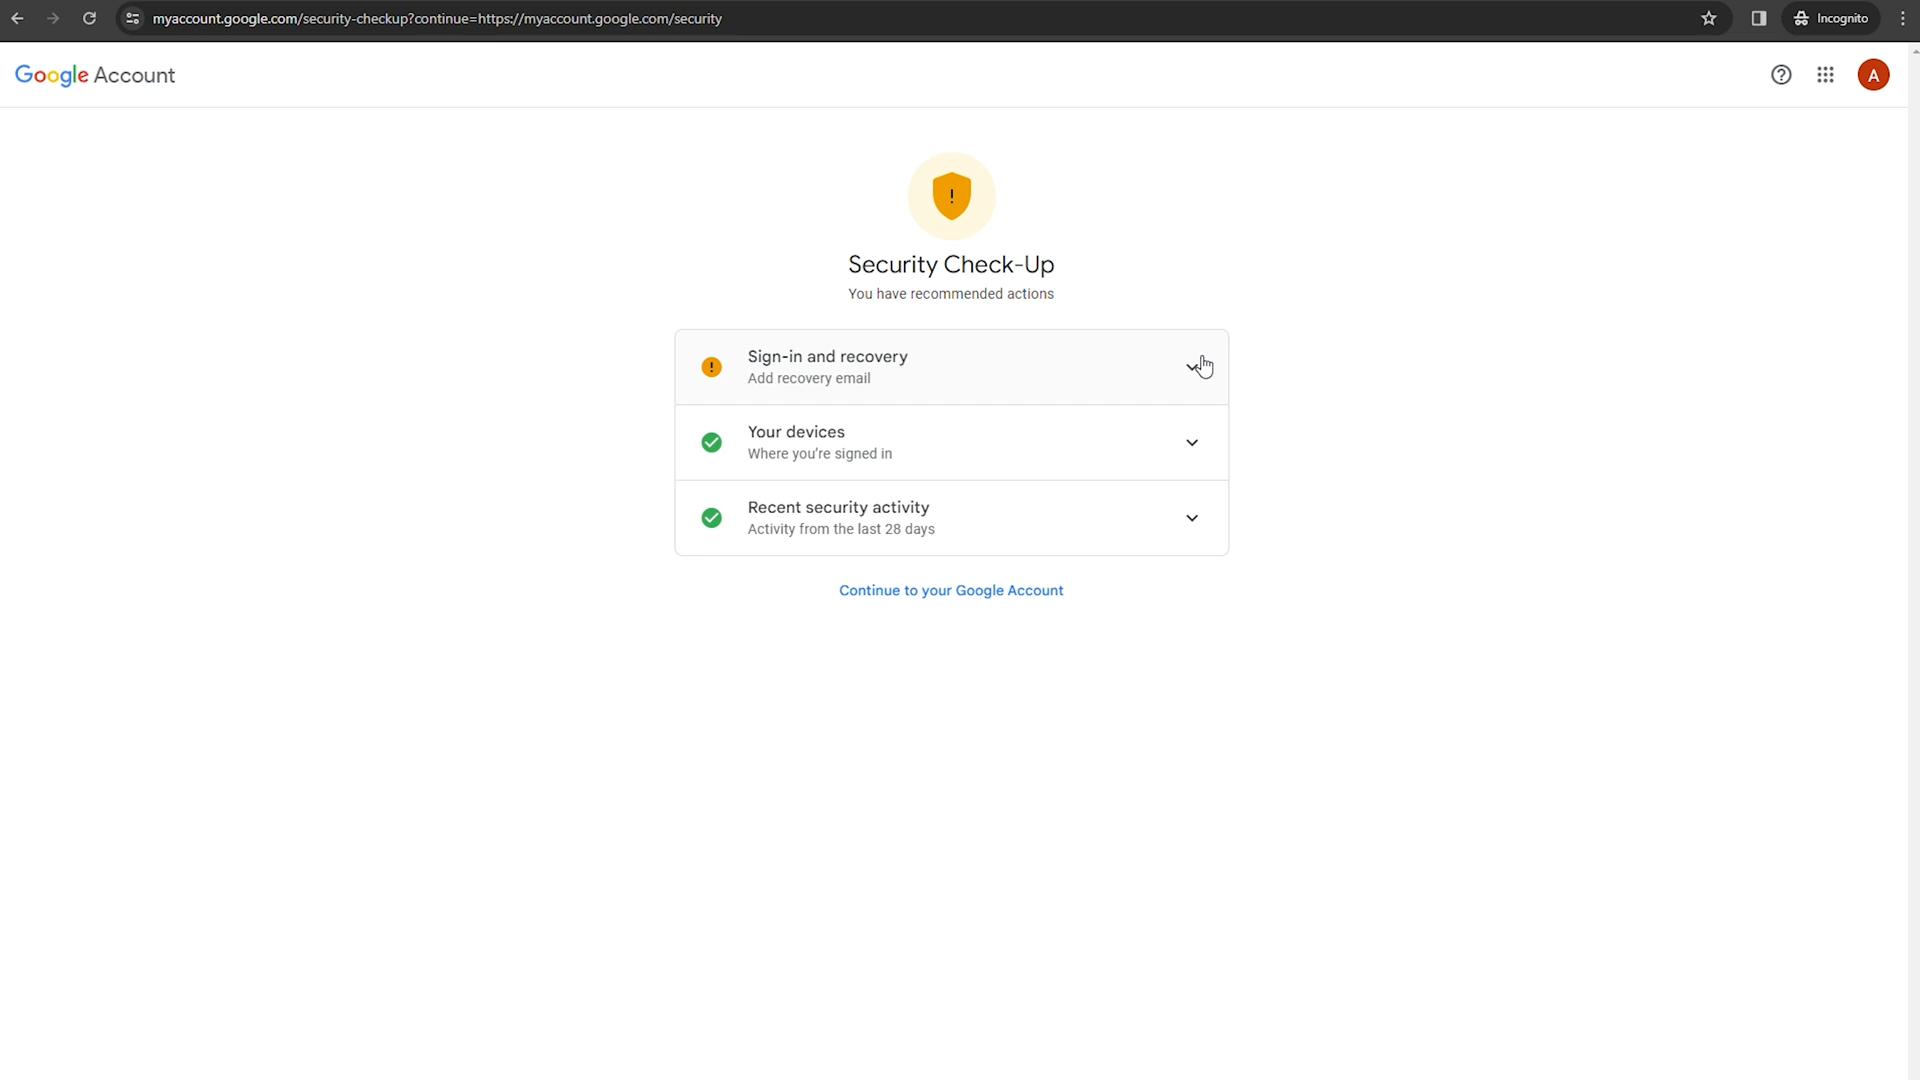 myaccount.google.com/security-checkup?continue=https://myaccount.google.com/security
Incognito
Google Account
A
Security Check-Up
You have recommended actions
Sign-in and recovery
Add recovery email
Your devices
Where you're signed in
Recent security activity
Activity from the last 28 days
Continue to your Google Account